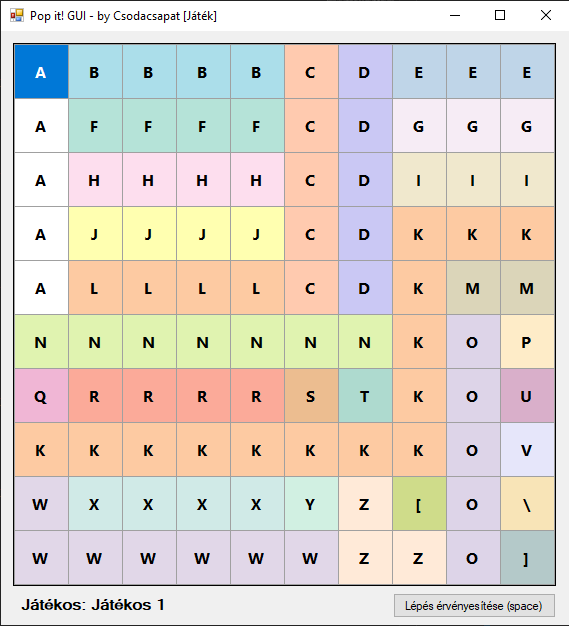 Pop it! GUI - by Csodacsapat [Játék]
A B B B B C D E E E
A F F F F C D G G G
A H H H H C D I I I
A J J J J C D K K K
A L L L L C D K M M
N N N N N N N K O P
Q R R R R S T K O U
K K K K K K K K O V
W X X X X Y Z [ O \
W W W W W W Z Z O ]
Játékos: Játékos 1 Lépés érvényesítése (space)